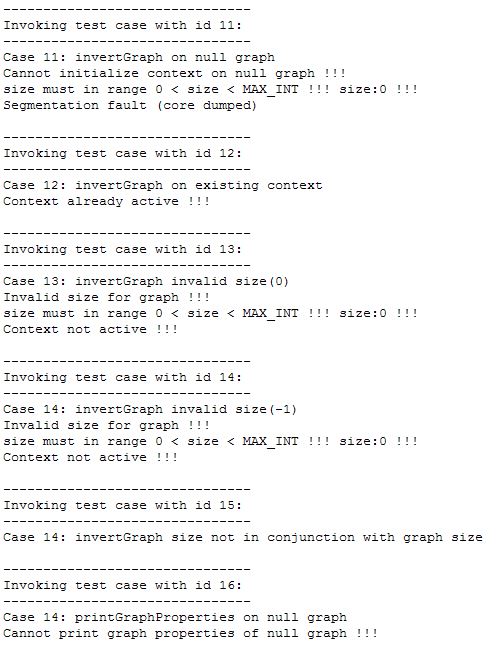 -------------------------------
Invoking test case with id 11:
-------------------------------
Case 11: invertGraph on null graph
Cannot initialize context on null graph !!!
size must in range 0 < size < MAX_INT !!! size:0 !!!
Segmentation fault (core dumped)
-------------------------------
Invoking test case with id 12:
-------------------------------
Case 12: invertGraph on existing context
Context already active !!!
-------------------------------
Invoking test case with id 13:
-------------------------------
Case 13: invertGraph invalid size(0)
Invalid size for graph !!!
size must in range 0 < size < MAX_INT !!! size:0 !!!
Context not active !!!
-------------------------------
Invoking test case with id 14:
-------------------------------
Case 14: invertGraph invalid size(-1)
Invalid size for graph !!!
size must in range 0 < size < MAX_INT !!! size:0 !!!
Context not active !!!
-------------------------------
Invoking test case with id 15:
-------------------------------
Case 14: invertGraph size not in conjunction with graph size
-------------------------------
Invoking test case with id 16:
-------------------------------
Case 14: printGraphProperties on null graph
Cannot print graph properties of null graph !!!